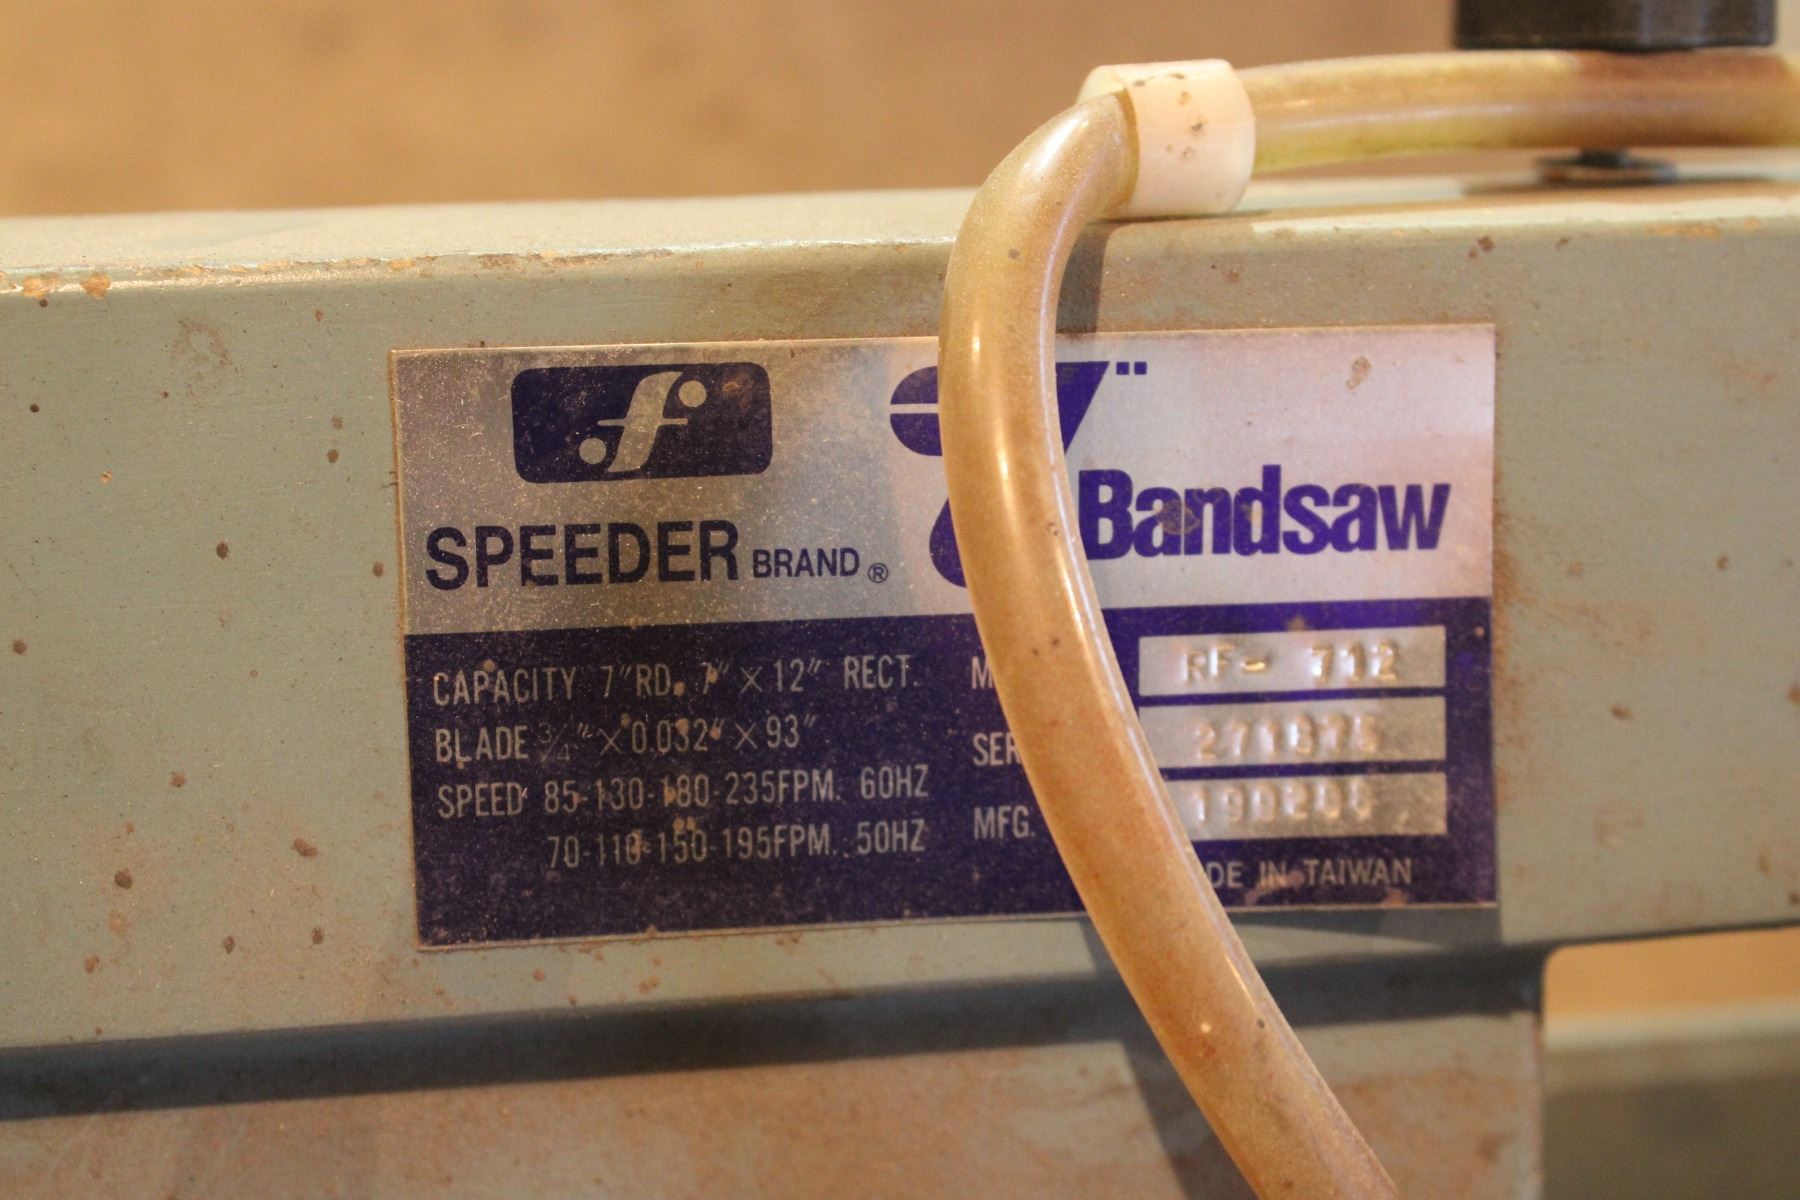 f
7" Bandsaw
SPEEDER BRAND ®
CAPACITY 7"RD. 7" × 12" RECT.
BLADE 3/4" × 0.032" × 93"
SPEED 85-130-180-235FPM. 60HZ
70-110-150-195FPM. 50HZ
RF- 712
MFG.
IN TAIWAN